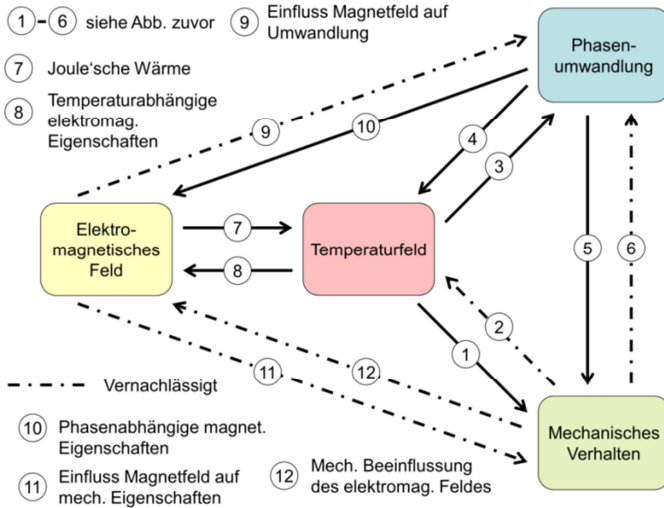 1 - 6 siehe Abb. zuvor
9 Einfluss Magnetfeld auf
Umwandlung
7 Joule'sche Wärme
8 Temperaturabhängige
elektromag.
Eigenschaften
Phasen-
umwandlung
9
10
4
3
Elektro-
magnetisches
Feld
7
8
Temperaturfeld
5
6
2
1
11
12
Vernachlässigt
Mechanisches
Verhalten
10 Phasenabhängige magnet.
Eigenschaften
11 Einfluss Magnetfeld auf
mech. Eigenschaften
12 Mech. Beeinflussung
des elektromag. Feldes